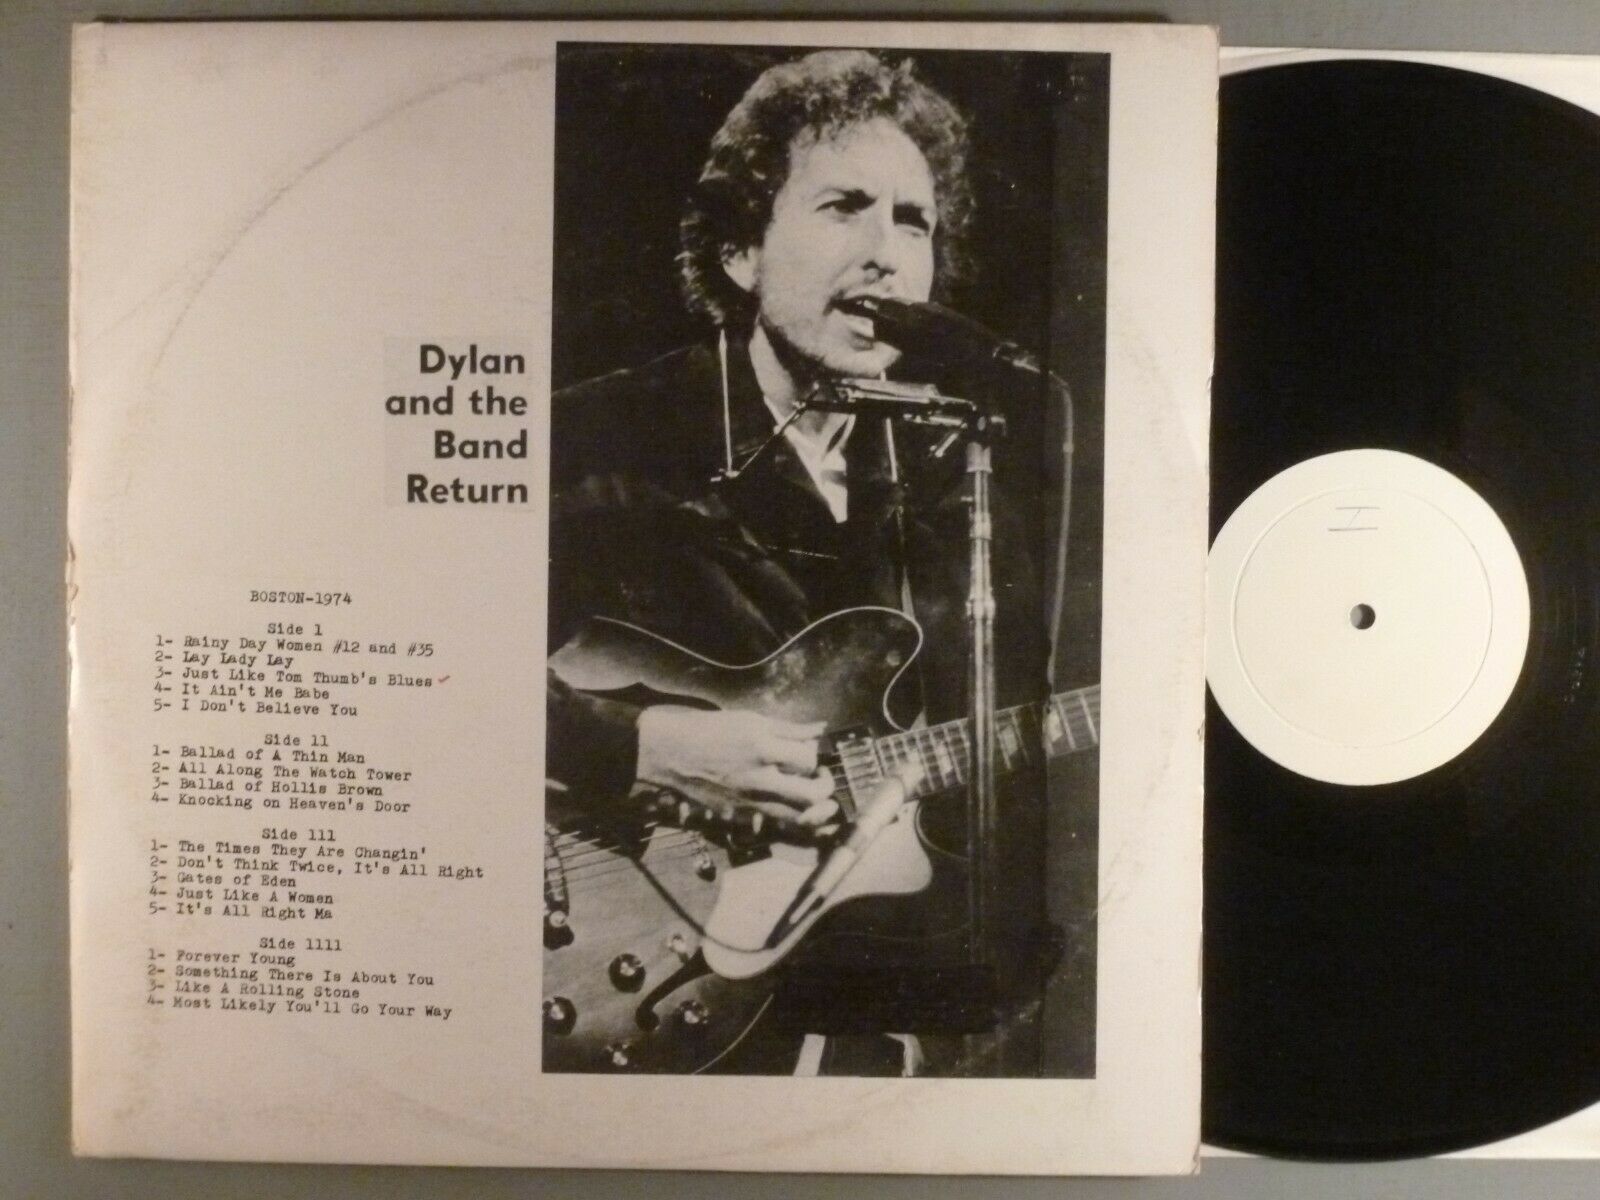 Dylan
and the
Band
Return
BOSTON-1974
Side 1
1- Rainy Day Women #12 and #35
2- Lay Lady Lay
3- Just Like Tom Thumb's Blues
4- It Ain't Me Babe
5- I Don't Believe You
Side 11
1- Ballad of A Thin Man
2- All Along The Watch Tower
3- Ballad of Hollis Brown
4- Knocking on Heaven's Door
Side 111
1- The Times They Are Changin'
2- Don't Think Twice, It's All Right
3- Gates of Eden
4- Just Like A Women
5- It's All Right Ma
Side 1111
1- Forever Young
2- Something There Is About You
3- Like A Rolling Stone
4- Most Likely You'll Go Your Way
I